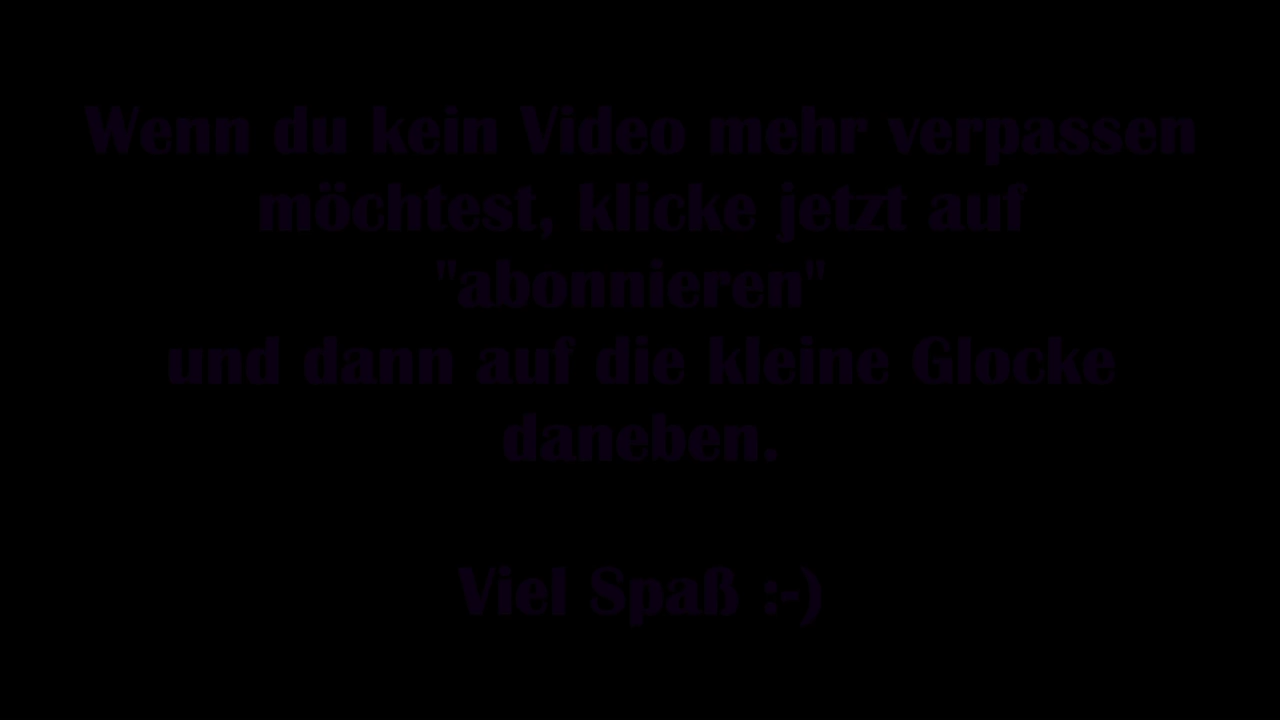 Wenn du kein Video mehr verpassen
möchtest, klicke jetzt auf
"abonnieren"
und dann auf die kleine Glocke
daneben.
Viel Spaß :-)